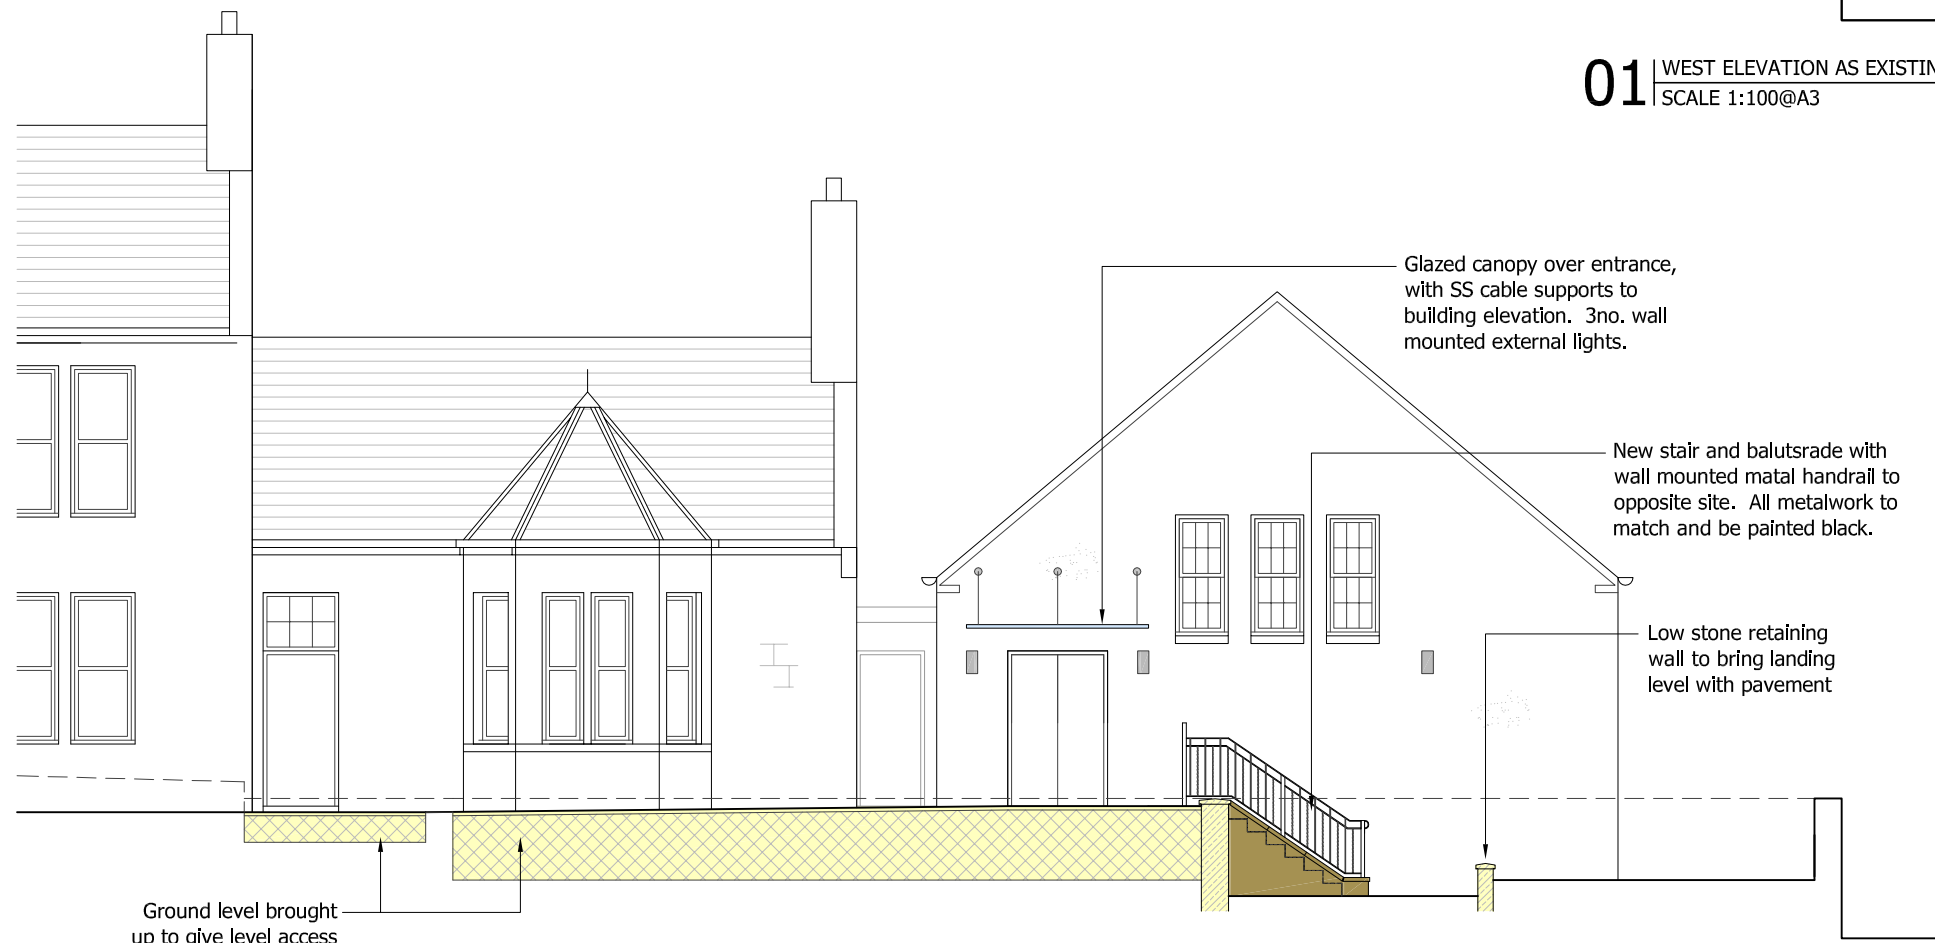 01
WEST ELEVATION AS EXISTIN
SCALE 1:100@A3
Glazed canopy over entrance,
with SS cable supports to
building elevation.  3no. wall
mounted external lights.
New stair and balutsrade with
wall mounted matal handrail to
opposite site.  All metalwork to
match and be painted black.
Low stone retaining
wall to bring landing
level with pavement
Ground level brought
up to give level access